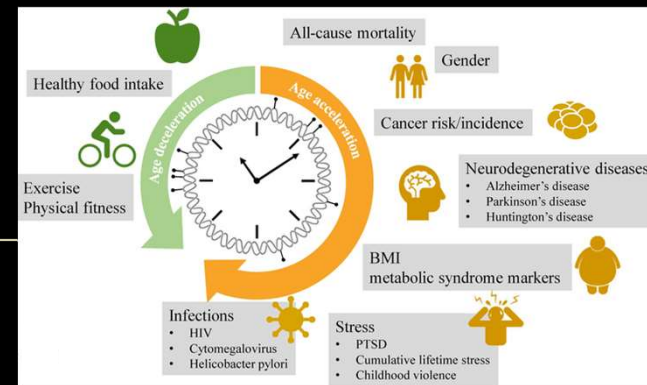 All-cause mortality
Gender
Healthy food intake
Age deceleration
Age acceleration
Cancer risk/incidence
Neurodegenerative diseases
• Alzheimer's disease
• Parkinson's disease
• Huntington's disease
Exercise
Physical fitness
BMI
metabolic syndrome markers
Infections
• HIV
• Cytomegalovirus
• Helicobacter pylori
Stress
• PTSD
• Cumulative lifetime stress
• Childhood violence